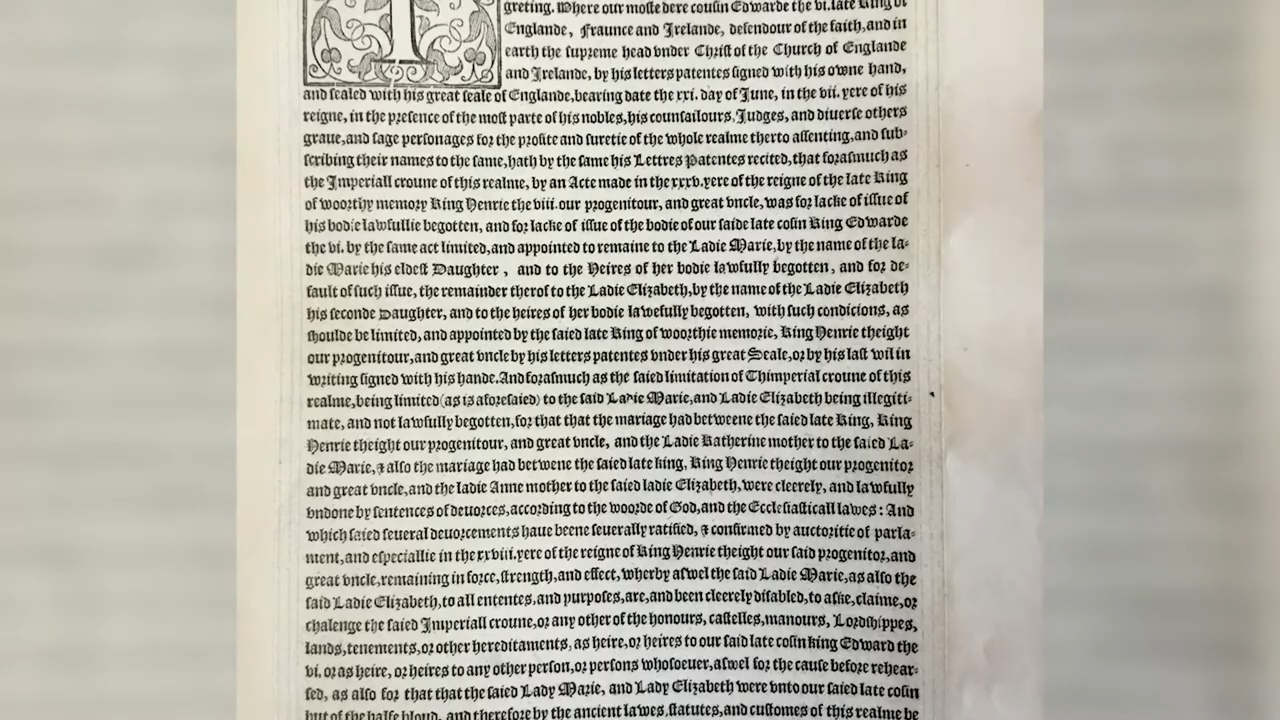 greting. Where our moste dere cousin Edwarde the vi. late King of
Englande, Fraunce and Irelande, defendour of the faith, and in
earth the supreme head vnder Christ of the Church of Englande
and Irelande, by his letters patentes signed with his owne hand,
and sealed with his great seale of Englande, bearing date the xxi. day of June, in the vii. yere of his
reigne, in the presence of the most parte of his nobles, his counsailours, Judges, and diuerse others
graue, and sage personages for the profite and suretie of the whole realme therto assenting, and sub-
scribing their names to the same, hath by the same his Lettres Patentes recited, that forasmuch as
the Imperiall croune of this realme, by an Acte made in the xxxv. yere of the reigne of the late King
of woorthy memory King Henrie the viii. our progenitour, and great vncle, was for lacke of issue of
his bodie lawfullie begotten, and for lacke of issue of the bodie of our saide late cosin King Edwarde
the vi. by the same act limited, and appointed to remaine to the Ladie Marie, by the name of the la-
die Marie his eldest Daughter, and to the Heires of her bodie lawfully begotten, and for de-
fault of such issue, the remainder therof to the Ladie Elizabeth, by the name of the Ladie Elizabeth
his seconde Daughter, and to the heires of her bodie lawefully begotten, with such condicions, as
shoulde be limited, and appointed by the saied late King of woorthie memorie, King Henrie theight
our progenitour, and great vncle by his letters patentes vnder his great Seale, or by his last wil in
writing signed with his hande. And forasmuch as the saied limitation of Thimperial croune of this
realme, being limited (as is aforesaied) to the said Ladie Marie, and Ladie Elizabeth being illegiti-
mate, and not lawfully begotten, for that that the mariage had betweene the saied late King, King
Henrie theight our progenitour, and great vncle, and the Ladie Katherine mother to the saied La-
die Marie, & also the mariage had betwene the saied late king, King Henrie theight our progenitor
and great vncle, and the ladie Anne mother to the saied ladie Elizabeth, were cleerely, and lawfully
vndone by sentences of deuorces, according to the woorde of God, and the Ecclesiasticall lawes: And
which saied seueral deuorcements haue beene seuerally ratified, & confirmed by auctoritie of parla-
ment, and especiallie in the xxviii. yere of the reigne of King Henrie theight our said progenitor, and
great vncle, remaining in force, strength, and effect, wherby aswel the said Ladie Marie, as also the
said Ladie Elizabeth, to all ententes, and purposes, are, and been cleerely disabled, to aske, claime, or
chalenge the saied Imperiall croune, or any other of the honours, castelles, manours, Lordshippes,
lands, tenements, or other hereditaments, as heire, or heires to our said late cosin king Edward the
vi. or as heire, or heires to any other person, or persons whosoeuer, aswel for the cause before rehear-
sed, as also for that that the saied Lady Marie, and Lady Elizabeth were vnto our saied late cosin
but of the halfe bloud, and therefore by the ancient lawes, statutes, and customes of this realme be